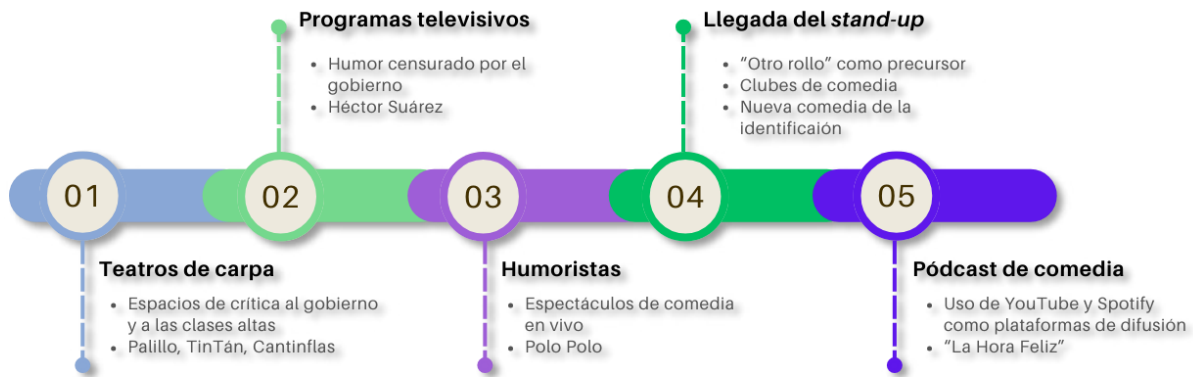 Programas televisivos
• Humor censurado por el
gobierno
• Héctor Suárez
Llegada del stand-up
• “Otro rollo” como precursor
• Clubes de comedia
• Nueva comedia de la
identificaión
01
02
03
04
05
Teatros de carpa
• Espacios de crítica al gobierno
y a las clases altas
• Palillo, TinTán, Cantinflas
Humoristas
• Espectáculos de comedia
en vivo
• Polo Polo
Pódcast de comedia
• Uso de YouTube y Spotify
como plataformas de difusión
• “La Hora Feliz”